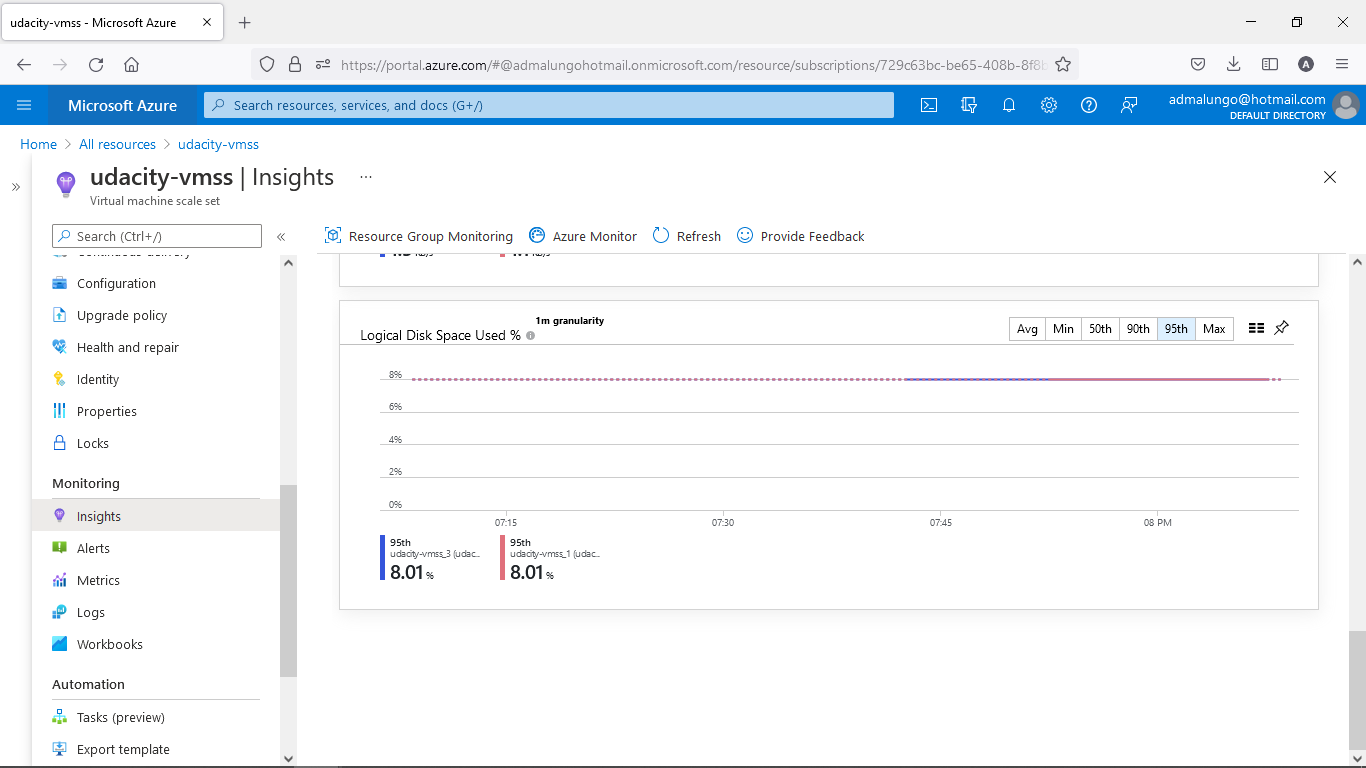 udacity-vmss - Microsoft Azure
https://portal.azure.com/#@admalungohotmail.onmicrosoft.com/resource/subscriptions/729c63bc-be65-408b-8f8b
A
Microsoft Azure
Search resources, services, and docs (G+/)
admalungo@hotmail.com
DEFAULT DIRECTORY
Home > All resources > udacity-vmss
udacity-vmss | Insights ...
Virtual machine scale set
Search (Ctrl+/)
Resource Group Monitoring
Azure Monitor
Refresh
Provide Feedback
Continuous delivery
Configuration
Upgrade policy
Health and repair
Identity
Properties
Locks
Monitoring
Insights
Alerts
Metrics
Logs
Workbooks
Automation
Tasks (preview)
Export template
1m granularity
Logical Disk Space Used %
Avg Min 50th 90th 95th Max
8%
6%
4%
2%
0%
07:15 07:30 07:45 08 PM
95th
udacity-vmss_3 (udac...
8.01 %
95th
udacity-vmss_1 (udac...
8.01 %